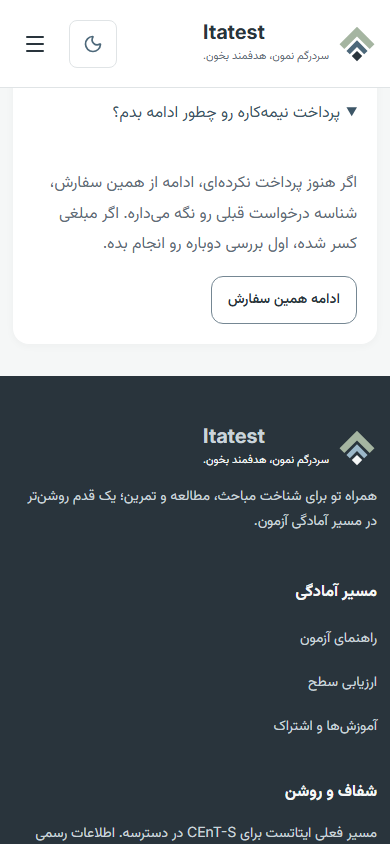 Itatest
سردرگم نمون، هدفمند بخون.
▼ پرداخت نیمه‌کاره رو چطور ادامه بدم؟
اگر هنوز پرداخت نکرده‌ای، ادامه از همین سفارش،
شناسه درخواست قبلی رو نگه می‌داره. اگر مبلغی
کسر شده، اول بررسی دوباره رو انجام بده.
ادامه همین سفارش
Itatest
سردرگم نمون، هدفمند بخون.
همراه تو برای شناخت مباحث، مطالعه و تمرین؛ یک قدم روشن‌تر
در مسیر آمادگی آزمون.
مسیر آمادگی
راهنمای آزمون
ارزیابی سطح
آموزش‌ها و اشتراک
شفاف و روشن
مسیر فعلی ایتاتست برای CEnT-S در دسترسه. اطلاعات رسمی